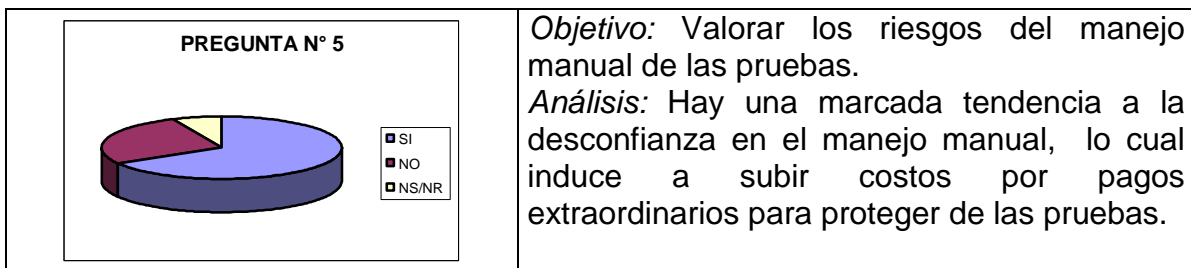 PREGUNTA N° 5
SI
NO
NS/NR
Objetivo: Valorar los riesgos del manejo
manual de las pruebas.
Análisis: Hay una marcada tendencia a la
desconfianza en el manejo manual, lo cual
induce a subir costos por pagos
extraordinarios para proteger de las pruebas.